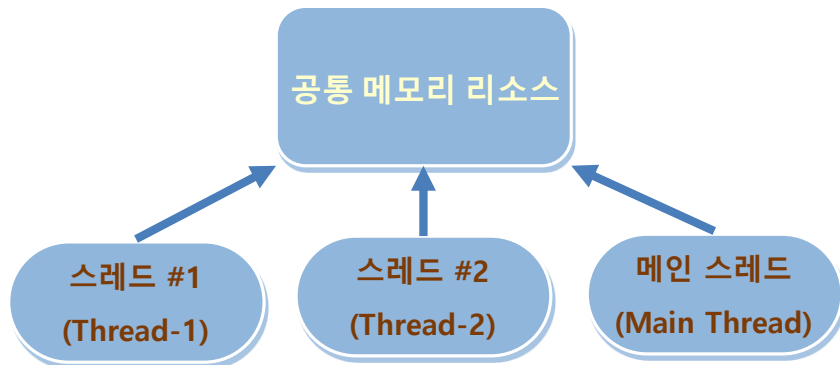 공통 메모리 리소스
스레드 #1
(Thread-1)
스레드 #2
(Thread-2)
메인 스레드
(Main Thread)